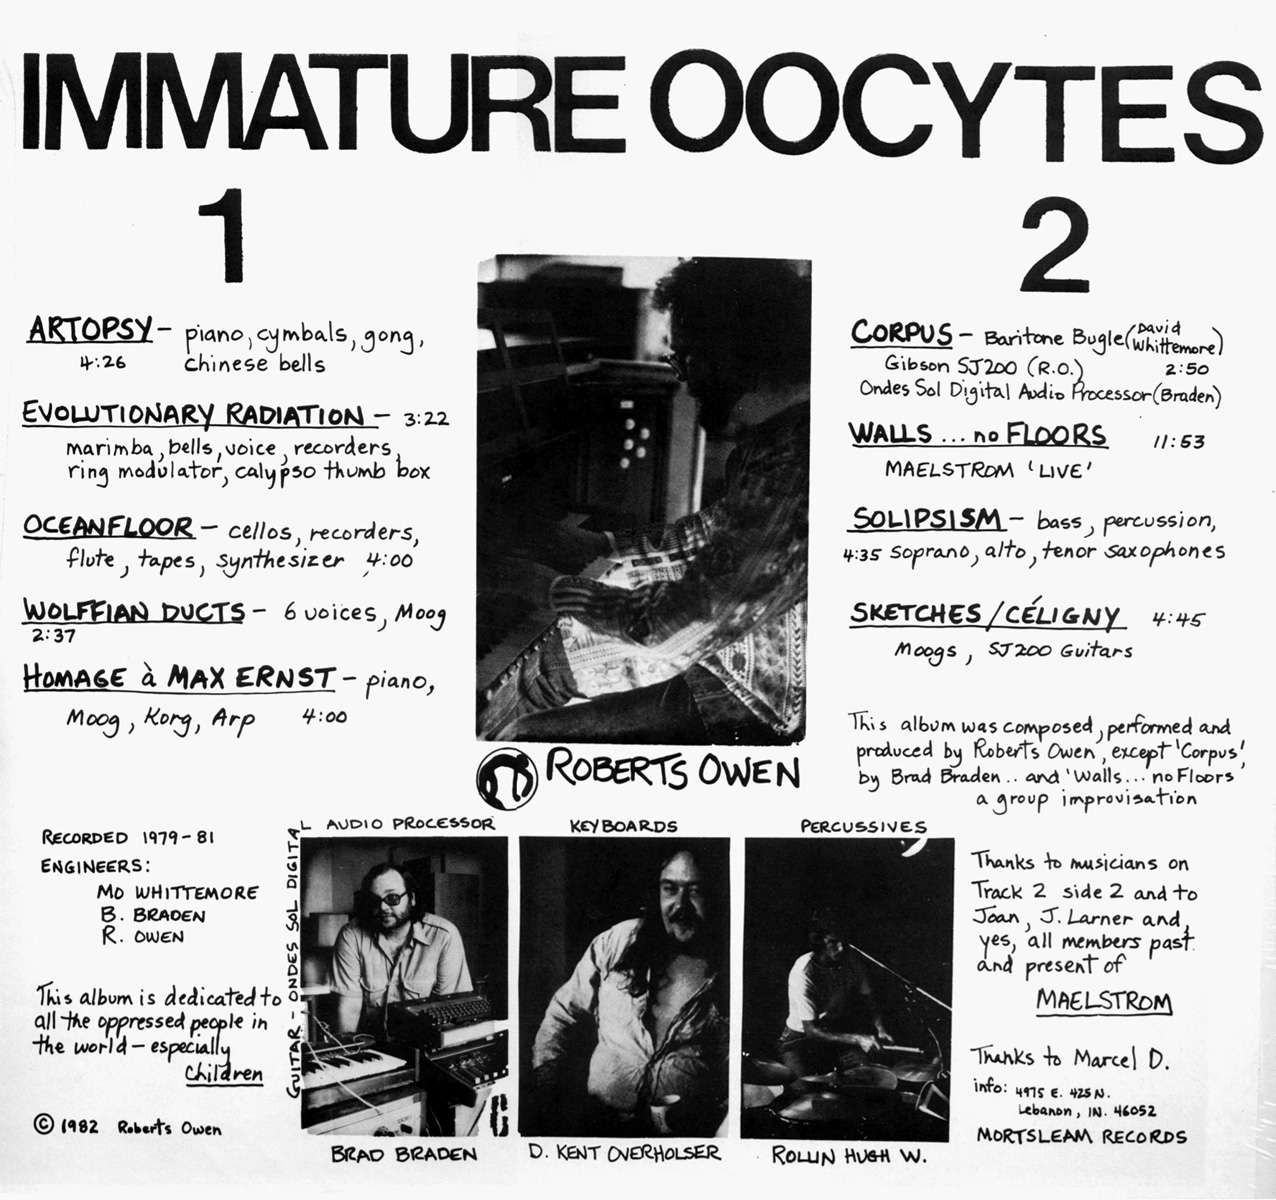 IMMATURE OOCYTES
1
ARTOPSY – piano, cymbals, gong,
4:26 chinese bells
EVOLUTIONARY RADIATION – 3:22
marimba, bells, voice, recorders,
ring modulator, calypso thumb box
OCEANFLOOR – cellos, recorders,
flute, tapes, synthesizer 4:00
WOLFFIAN DUCTS – 6 voices, Moog
2:37
HOMAGE à MAX ERNST – piano,
Moog, Korg, Arp 4:00
2
CORPUS – Baritone Bugle (David Whittemore)
Gibson SJ200 (R.O.) 2:50
Ondes Sol Digital Audio Processor (Braden)
WALLS ... no FLOORS 11:53
MAELSTROM 'LIVE'
SOLIPSISM – bass, percussion,
4:35 soprano, alto, tenor saxophones
SKETCHES/CÉLIGNY 4:45
Moogs, SJ200 Guitars
This album was composed, performed and
produced by Roberts Owen, except 'Corpus',
by Brad Braden.. and 'Walls... no Floors'
a group improvisation
ROBERTS OWEN
RECORDED 1979-81
ENGINEERS:
MO WHITTEMORE
B. BRADEN
R. OWEN
This album is dedicated to
all the oppressed people in
the world – especially
Children
© 1982 Roberts Owen
GUITAR - ONDES SOL DIGITAL AUDIO PROCESSOR
BRAD BRADEN
KEYBOARDS
D. KENT OVERHOLSER
PERCUSSIVES
ROLLIN HUGH W.
Thanks to musicians on
Track 2 side 2 and to
Joan, J. Larner and,
yes, all members past
and present of
MAELSTROM
Thanks to Marcel D.
info: 4975 E. 425 N.
Lebanon, IN. 46052
MORTSLEAM RECORDS